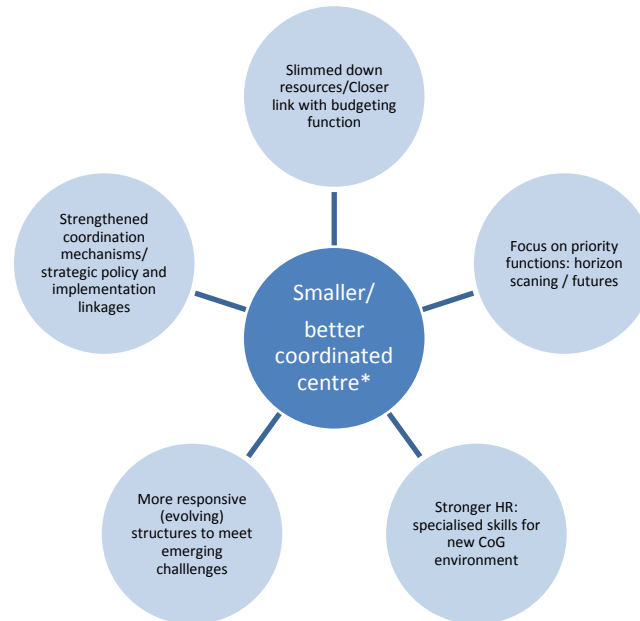 Slimmed down
resources/Closer
link with budgeting
function
Strengthened
coordination
mechanisms/
strategic policy and
implementation
linkages
Focus on priority
functions: horizon
scaning / futures
Smaller/
better
coordinated
centre*
More responsive
(evolving)
structures to meet
emerging
challlenges
Stronger HR:
specialised skills for
new CoG
environment